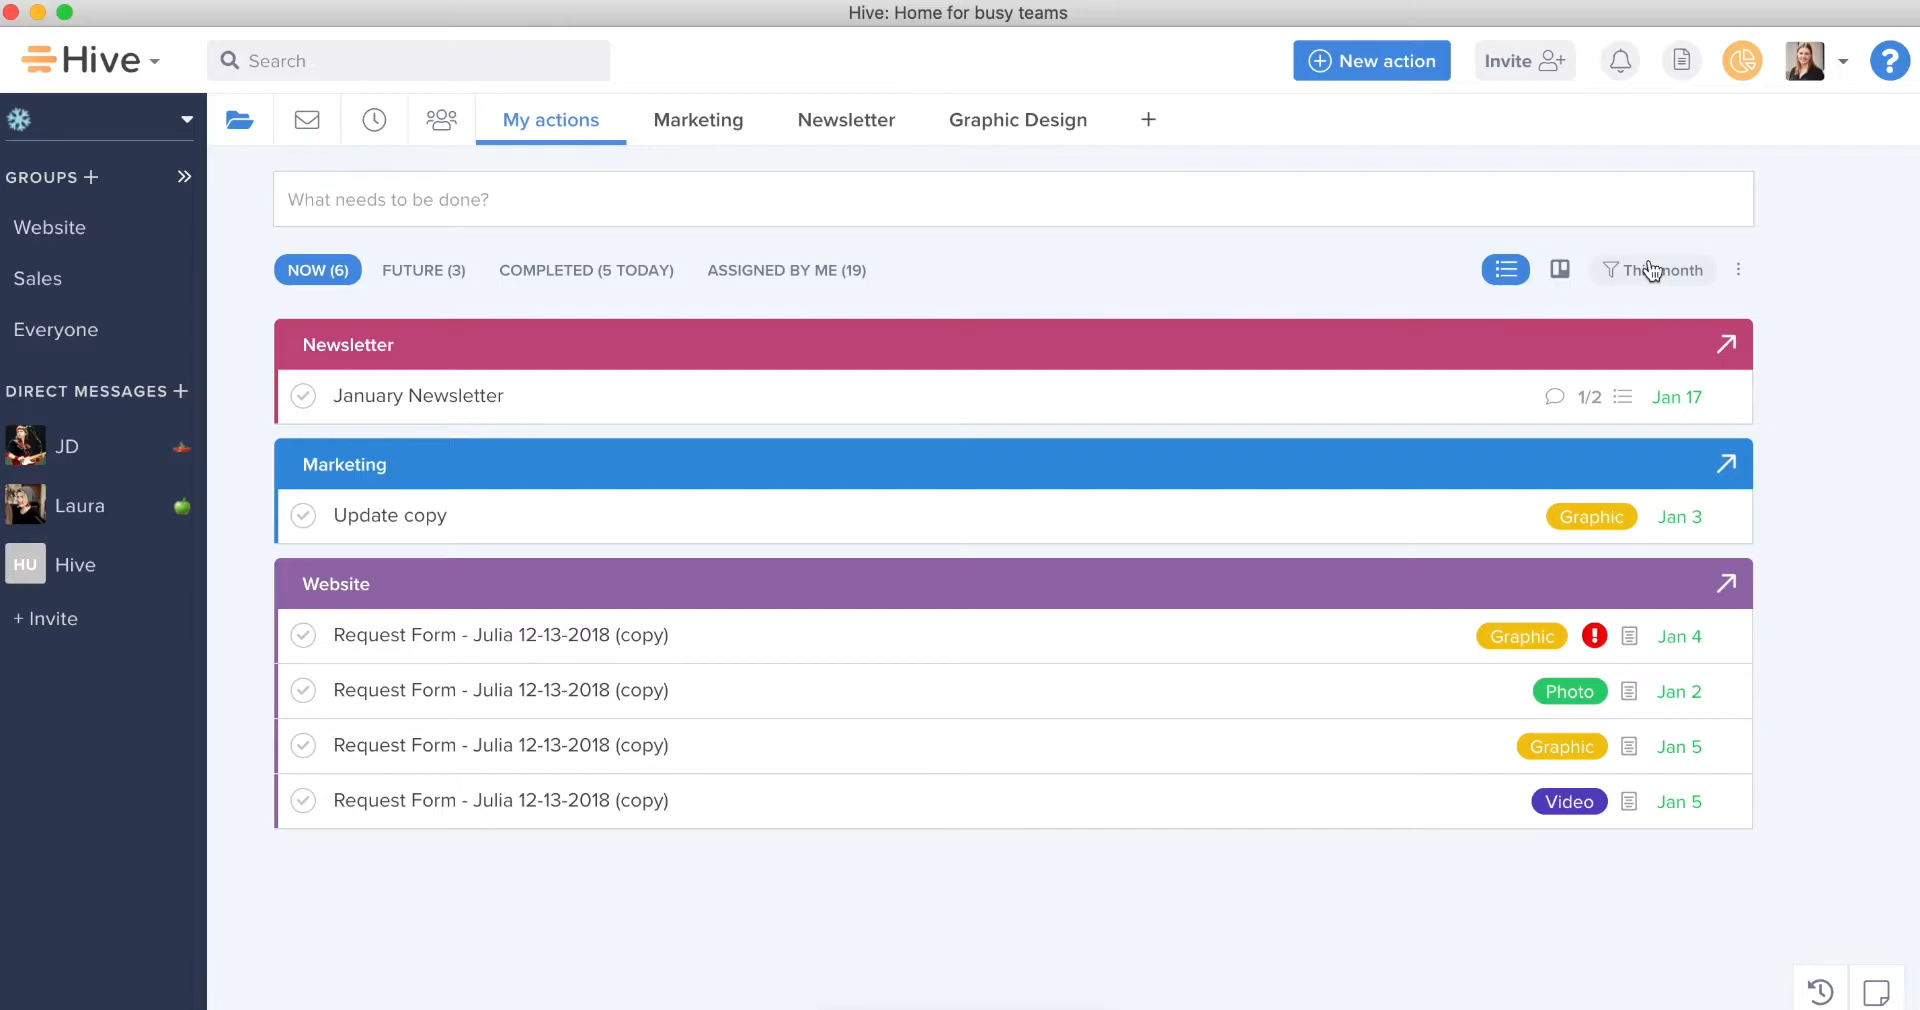 Hive: Home for busy teams
Hive
Search
New action
Invite
?
My actions
Marketing
Newsletter
Graphic Design
+
GROUPS +
Website
Sales
Everyone
DIRECT MESSAGES +
JD
Laura
HU
Hive
+ Invite
What needs to be done?
NOW (6)
FUTURE (3)
COMPLETED (5 TODAY)
ASSIGNED BY ME (19)
month
Newsletter
January Newsletter
1/2
Jan 17
Marketing
Update copy
Graphic
Jan 3
Website
Request Form - Julia 12-13-2018 (copy)
Graphic
!
Jan 4
Request Form - Julia 12-13-2018 (copy)
Photo
Jan 2
Request Form - Julia 12-13-2018 (copy)
Graphic
Jan 5
Request Form - Julia 12-13-2018 (copy)
Video
Jan 5